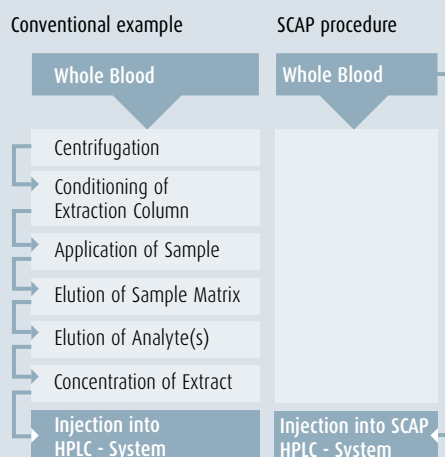 Conventional example
SCAP procedure
Whole Blood
Whole Blood
Centrifugation
Conditioning of
Extraction Column
Application of Sample
Elution of Sample Matrix
Elution of Analyte(s)
Concentration of Extract
Injection into
HPLC - System
Injection into SCAP
HPLC - System